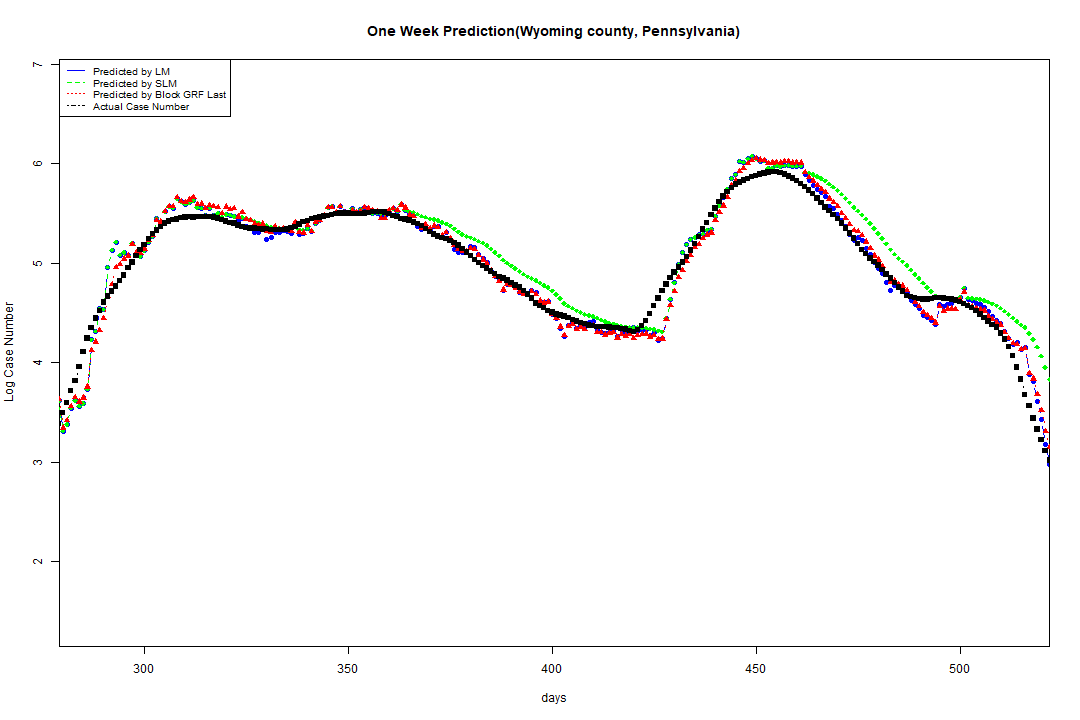 One Week Prediction(Wyoming county, Pennsylvania)
Predicted by LM
Predicted by SLM
Predicted by Block GRF Last
Actual Case Number
7
6
5
4
3
2
Log Case Number
300 350 400 450 500
days